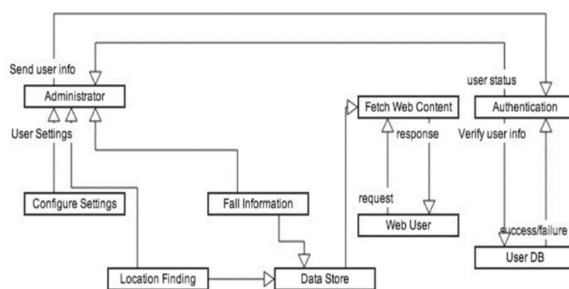 Send user info
user status
Administrator
Fetch Web Content
Authentication
User Settings
response
Verify user info
Configure Settings
Fall Information
request
Web User
success/failure
User DB
Location Finding
Data Store